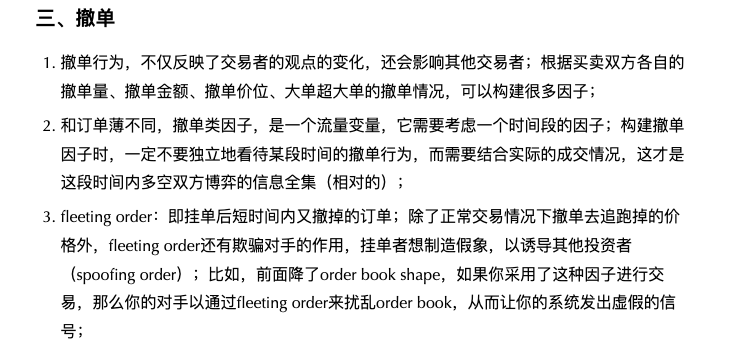 三、撤单
1. 撤单行为，不仅反映了交易者的观点的变化，还会影响其他交易者；根据买卖双方各自的
撤单量、撤单金额、撤单价位、大单超大单的撤单情况，可以构建很多因子；
2. 和订单薄不同，撤单类因子，是一个流量变量，它需要考虑一个时间段的因子；构建撤单
因子时，一定不要独立地看待某段时间的撤单行为，而需要结合实际的成交情况，这才是
这段时间内多空双方博弈的信息全集（相对的）；
3. fleeting order：即挂单后短时间内又撤掉的订单；除了正常交易情况下撤单去追跑掉的价
格外，fleeting order还有欺骗对手的作用，挂单者想制造假象，以诱导其他投资者
（spoofing order）；比如，前面降了order book shape，如果你采用了这种因子进行交
易，那么你的对手以通过fleeting order来扰乱order book，从而让你的系统发出虚假的信
号；